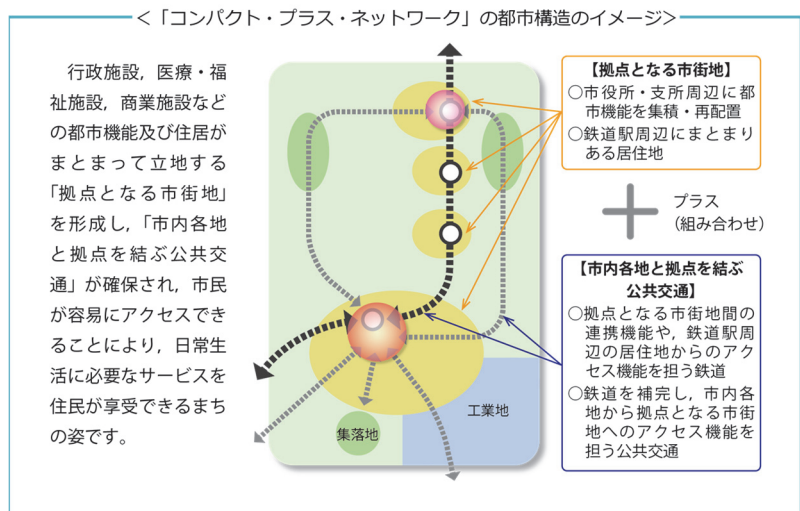 <「コンパクト・プラス・ネットワーク」の都市構造のイメージ>
行政施設，医療・福
祉施設，商業施設など
の都市機能及び住居が
まとまって立地する
「拠点となる市街地」
を形成し，「市内各地
と拠点を結ぶ公共交
通」が確保され，市民
が容易にアクセスでき
ることにより，日常生
活に必要なサービスを
住民が享受できるまち
の姿です。
集落地
工業地
【拠点となる市街地】
○市役所・支所周辺に都
市機能を集積・再配置
○鉄道駅周辺にまとまり
ある居住地
プラス
（組み合わせ）
【市内各地と拠点を結ぶ
公共交通】
○拠点となる市街地間の
連携機能や，鉄道駅周
辺の居住地からのアク
セス機能を担う鉄道
○鉄道を補完し，市内各
地から拠点となる市街
地へのアクセス機能を
担う公共交通